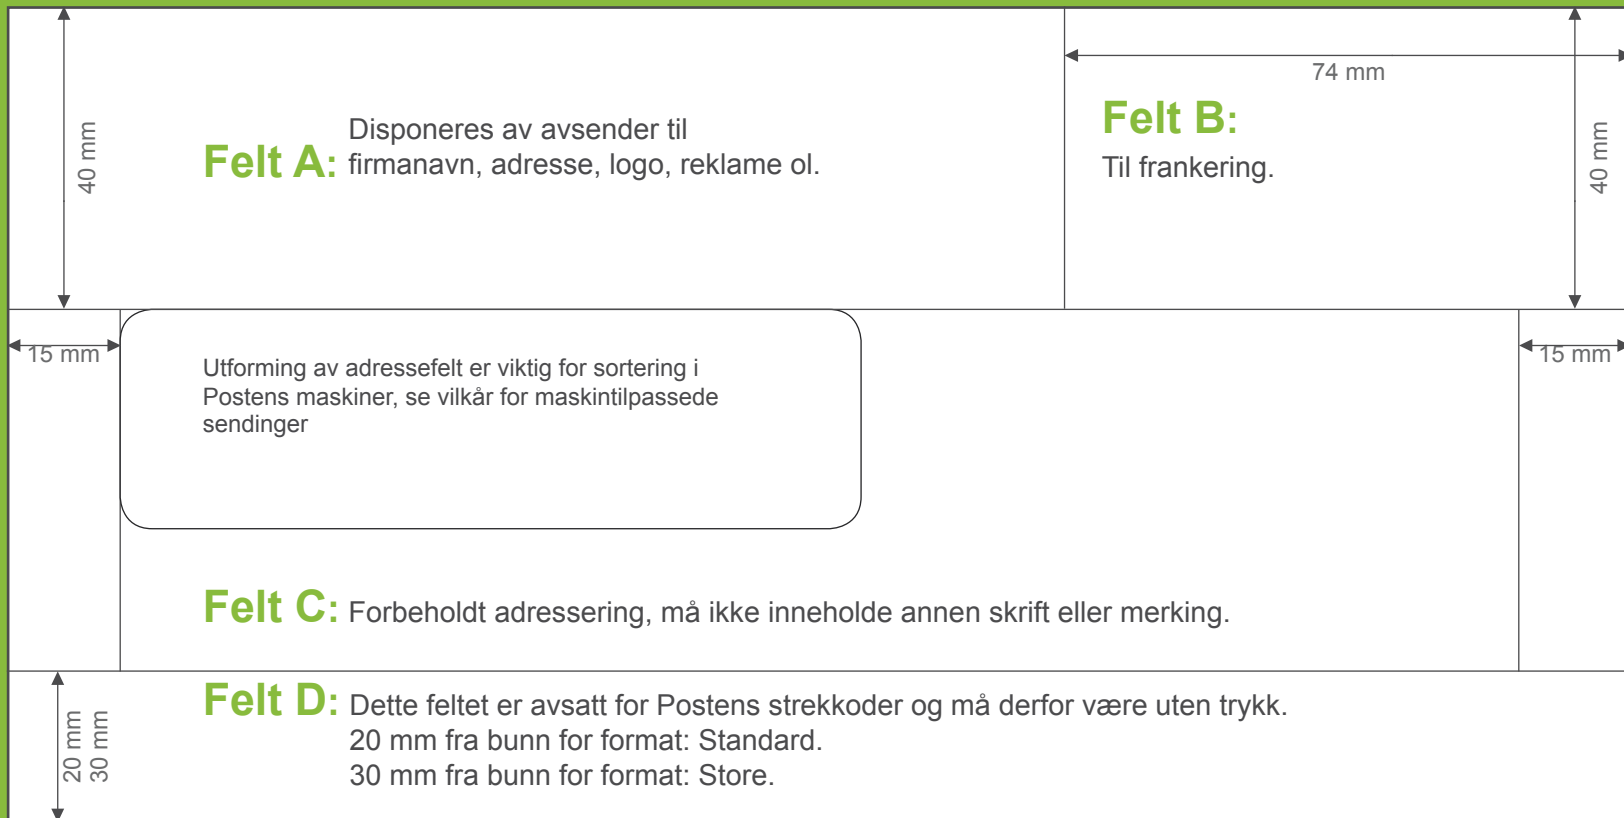 74 mm
40 mm
Felt A: Disponeres av avsender til
firmanavn, adresse, logo, reklame ol.
Felt B:
Til frankering.
40 mm
15 mm
15 mm
Utforming av adressefelt er viktig for sortering i
Postens maskiner, se vilkår for maskintilpassede
sendinger
Felt C: Forbeholdt adressering, må ikke inneholde annen skrift eller merking.
Felt D: Dette feltet er avsatt for Postens strekkoder og må derfor være uten trykk.
20 mm fra bunn for format: Standard.
30 mm fra bunn for format: Store.
20 mm
30 mm